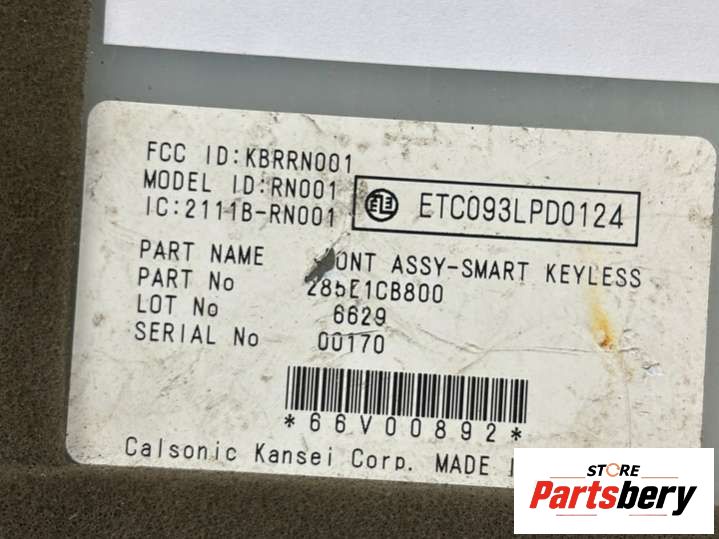 FCC ID:KBRRN001
MODEL ID:RN001
IC:2111B-RN001
ETC093LPD0124
PART NAME ONT ASSY-SMART KEYLESS
PART No 285E1CB800
LOT No 6629
SERIAL No 00170
*66V00892*
Calsonic Kansei Corp. MADE
STORE
Partsbery